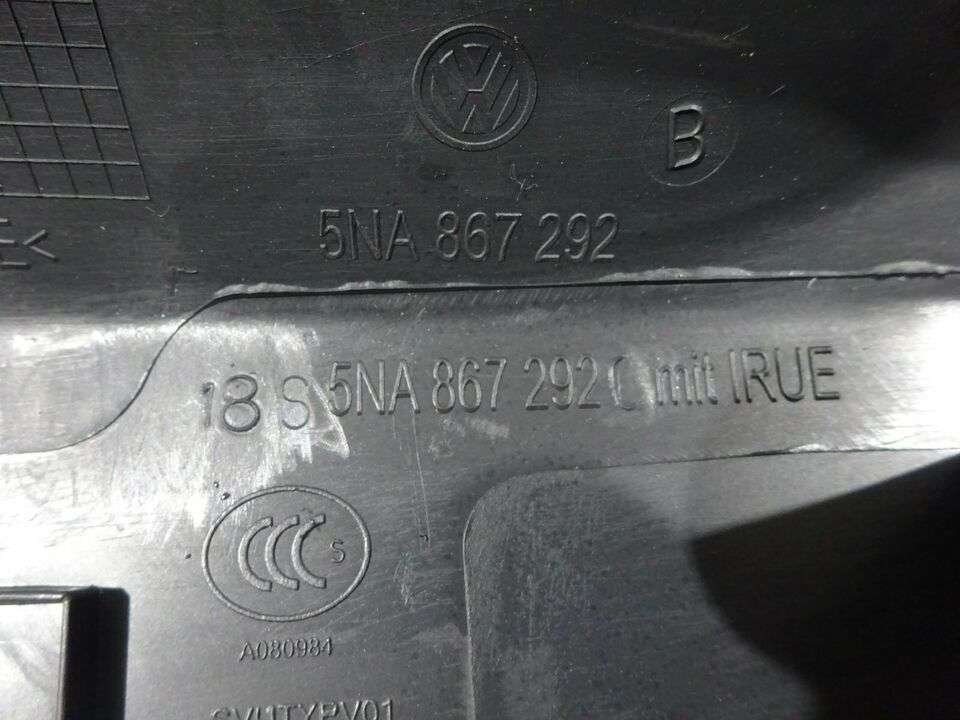 B
5NA 867 292
18 S 5NA 867 292 C mit IRUE
S
A080984